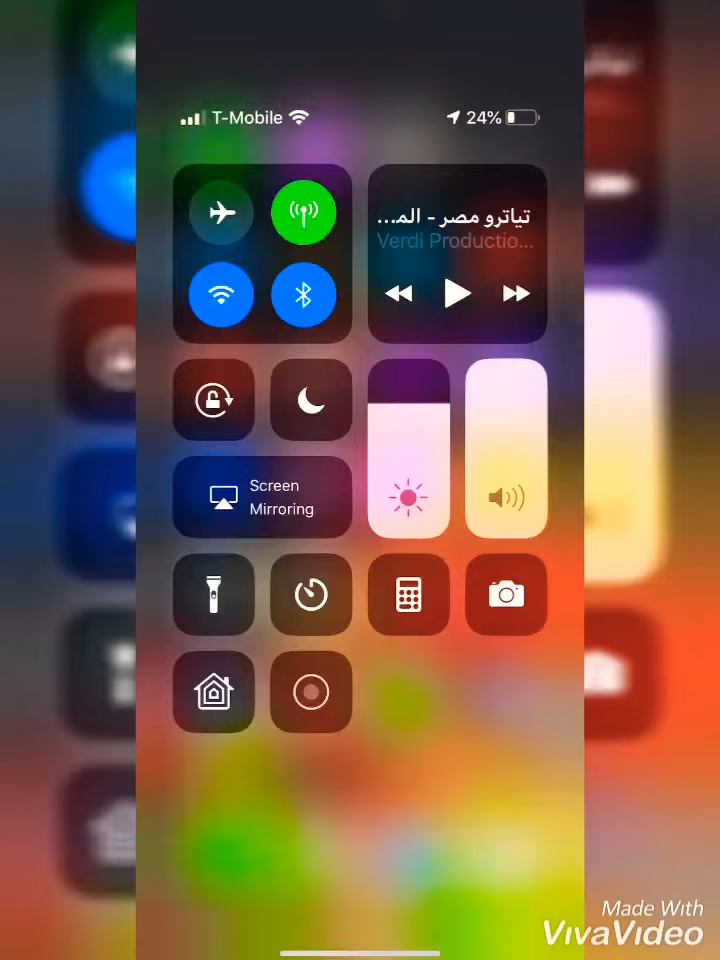 T-Mobile
24%
تياترو مصر - الم...
Verdi Productio...
Screen
Mirroring
Made With
VivaVideo